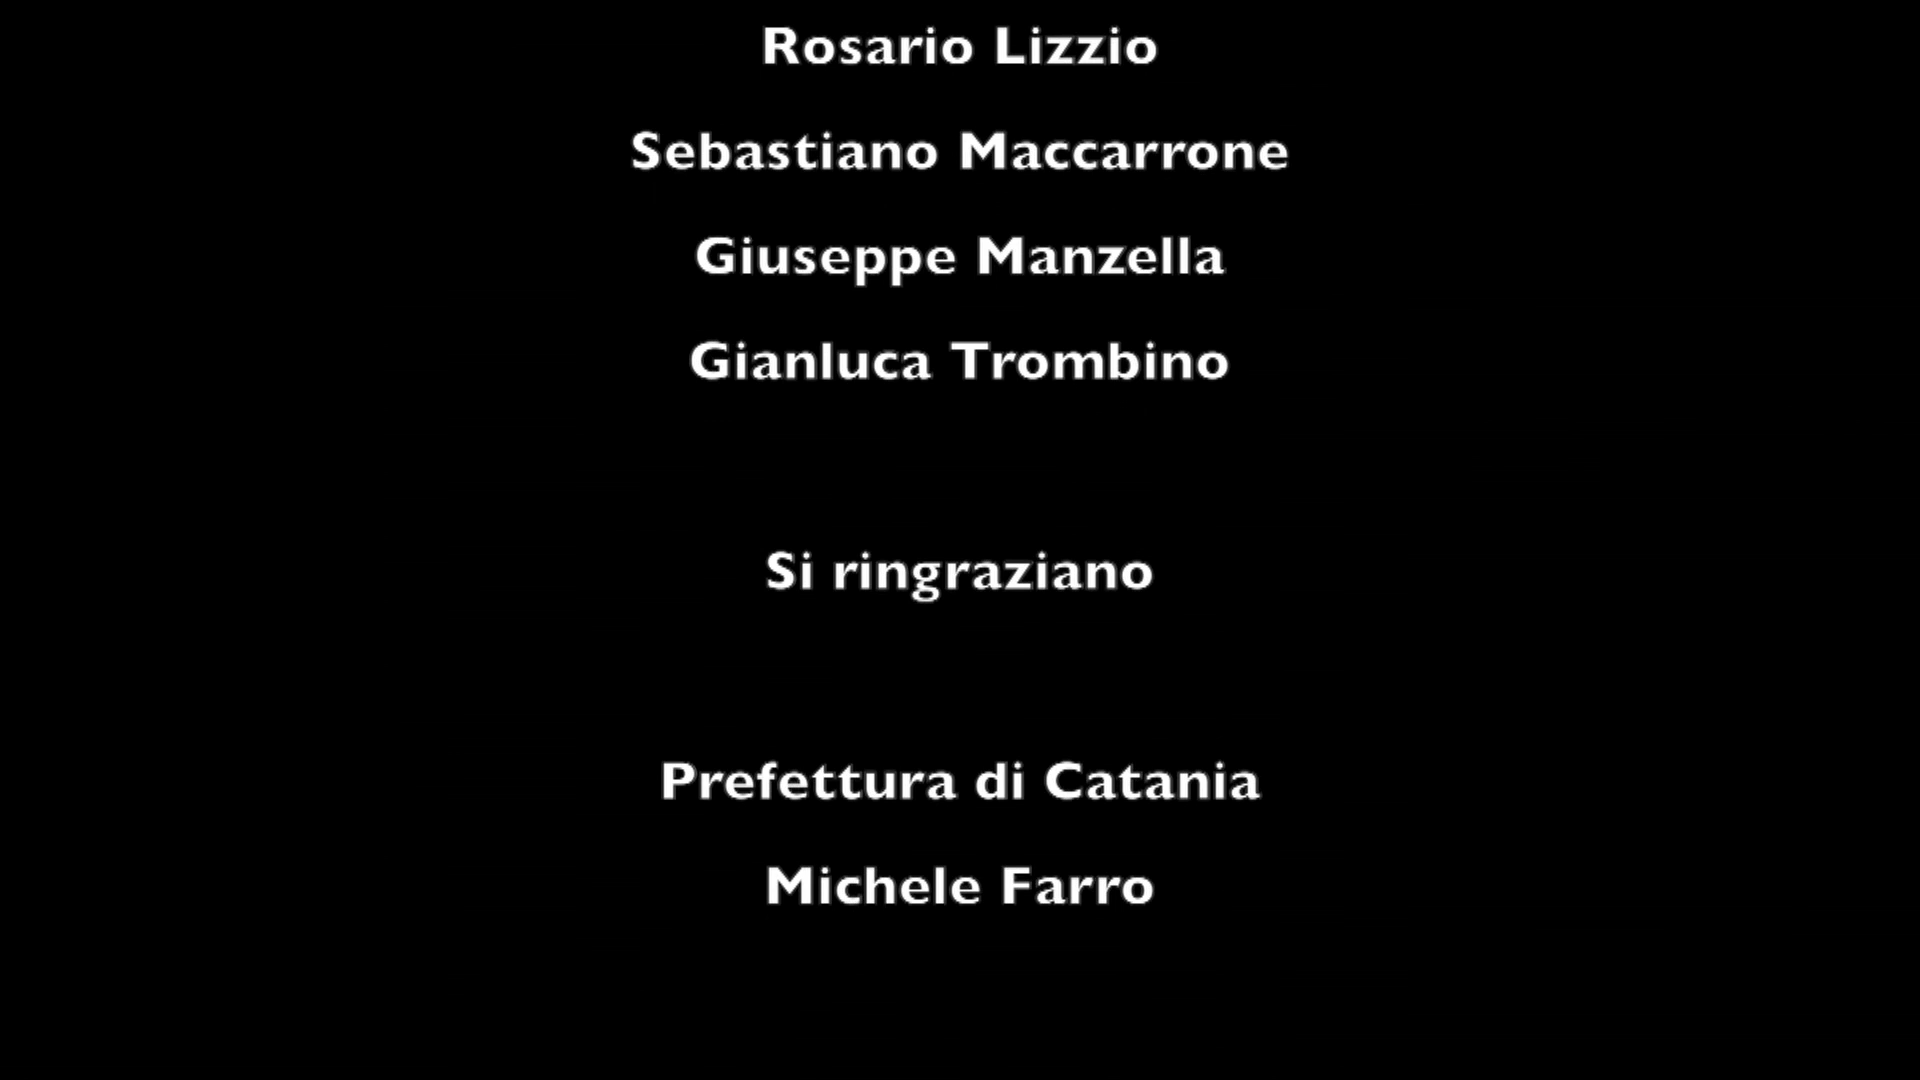 Rosario Lizzio
Sebastiano Maccarrone
Giuseppe Manzella
Gianluca Trombino
Si ringraziano
Prefettura di Catania
Michele Farro